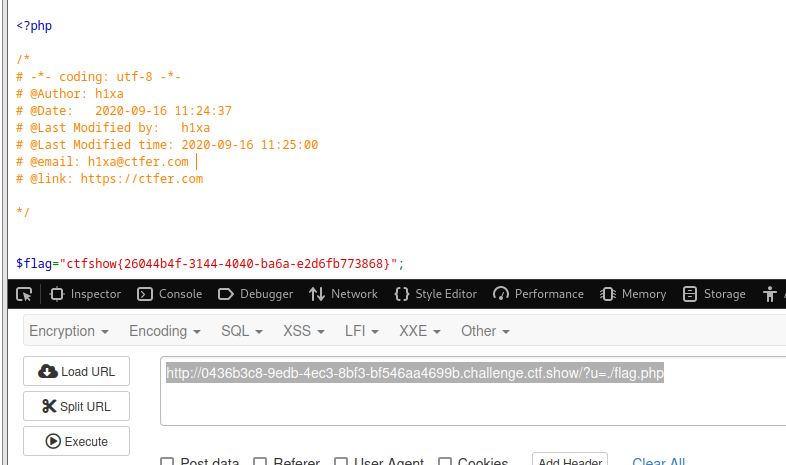 <?php
/*
# -*- coding: utf-8 -*-
# @Author: h1xa
# @Date:   2020-09-16 11:24:37
# @Last Modified by:   h1xa
# @Last Modified time: 2020-09-16 11:25:00
# @email: h1xa@ctfer.com
# @link: https://ctfer.com
*/
$flag="ctfshow{26044b4f-3144-4040-ba6a-e2d6fb773868}";
Inspector Console Debugger Network Style Editor Performance Memory Storage
Encryption Encoding SQL XSS LFI XXE Other
Load URL
http://0436b3c8-9edb-4ec3-8bf3-bf546aa4699b.challenge.ctf.show/?u=./flag.php
Split URL
Execute
Post data Referer User Agent Cookies Add Header Clear All